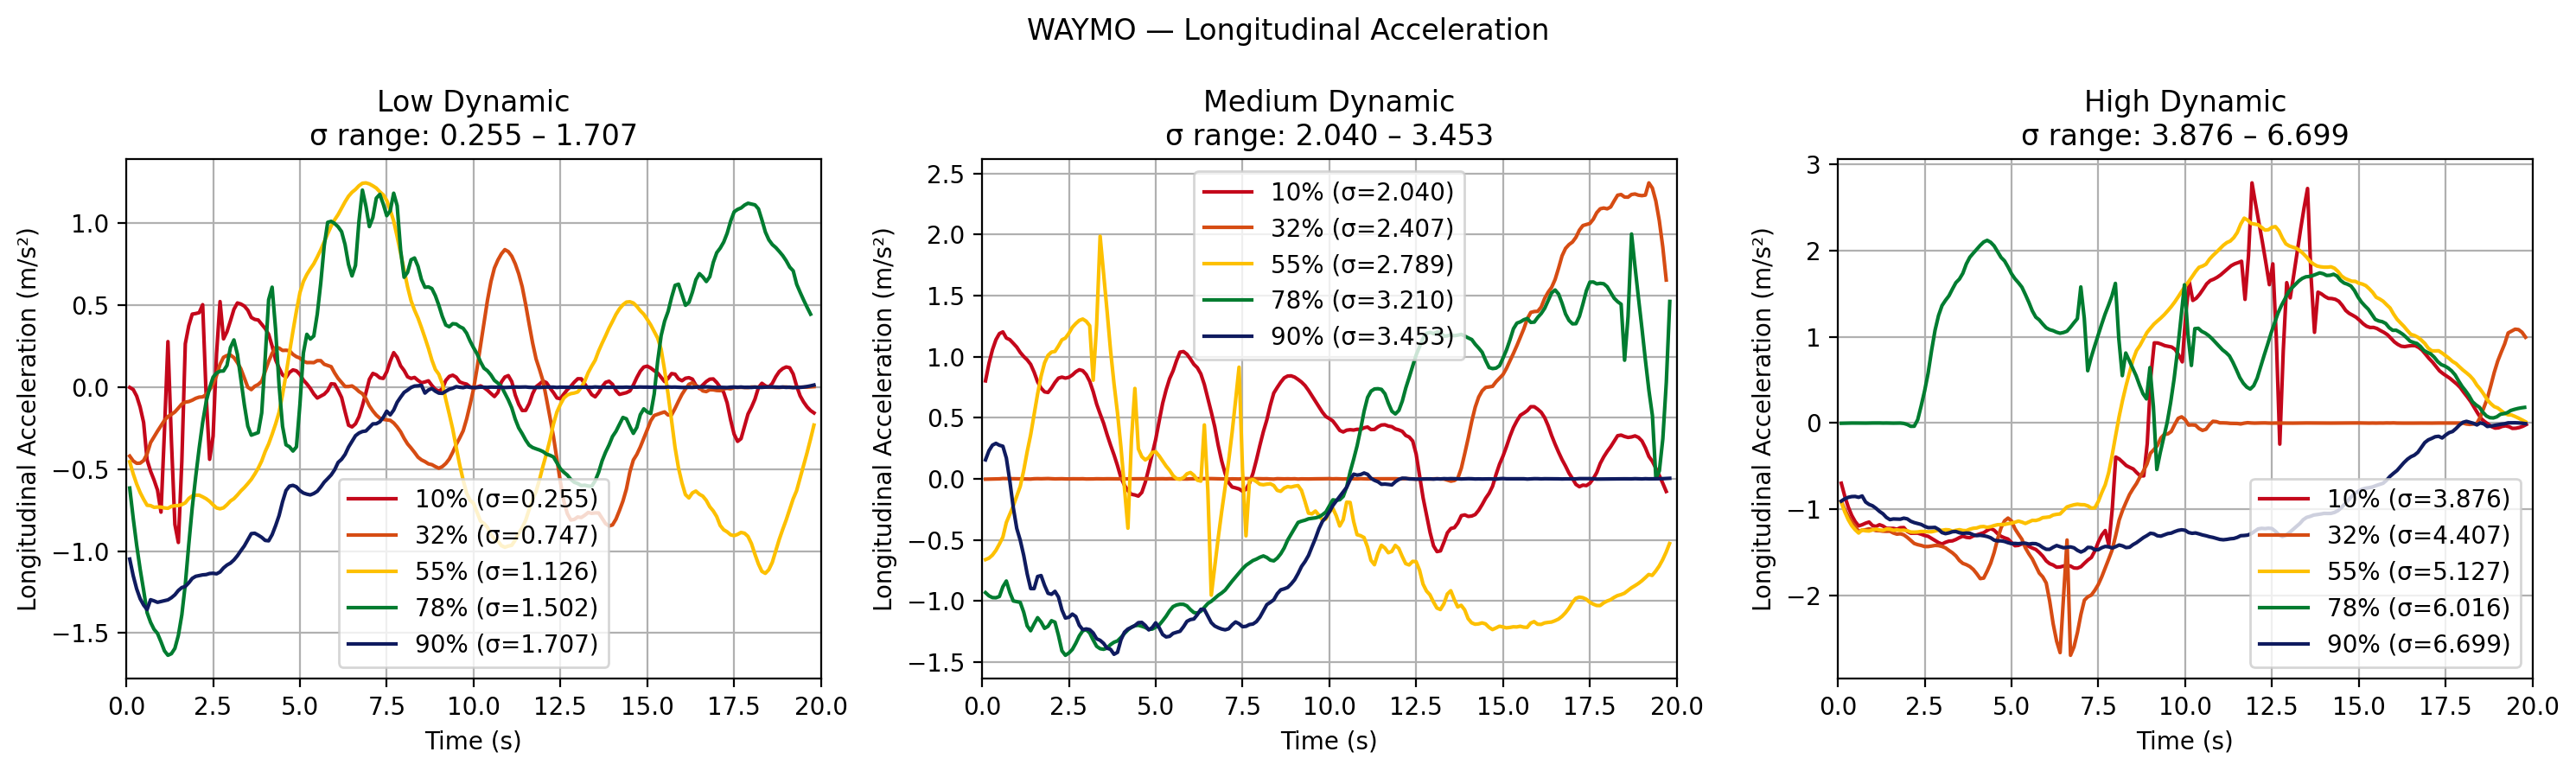 WAYMO — Longitudinal Acceleration
Low Dynamic
σ range: 0.255 – 1.707
Longitudinal Acceleration (m/s²)
1.0
0.5
0.0
−0.5
−1.0
−1.5
10% (σ=0.255)
32% (σ=0.747)
55% (σ=1.126)
78% (σ=1.502)
90% (σ=1.707)
0.0 2.5 5.0 7.5 10.0 12.5 15.0 17.5 20.0
Time (s)
Medium Dynamic
σ range: 2.040 – 3.453
Longitudinal Acceleration (m/s²)
2.5
2.0
1.5
1.0
0.5
0.0
−0.5
−1.0
−1.5
10% (σ=2.040)
32% (σ=2.407)
55% (σ=2.789)
78% (σ=3.210)
90% (σ=3.453)
0.0 2.5 5.0 7.5 10.0 12.5 15.0 17.5 20.0
Time (s)
High Dynamic
σ range: 3.876 – 6.699
Longitudinal Acceleration (m/s²)
3
2
1
0
−1
−2
10% (σ=3.876)
32% (σ=4.407)
55% (σ=5.127)
78% (σ=6.016)
90% (σ=6.699)
0.0 2.5 5.0 7.5 10.0 12.5 15.0 17.5 20.0
Time (s)